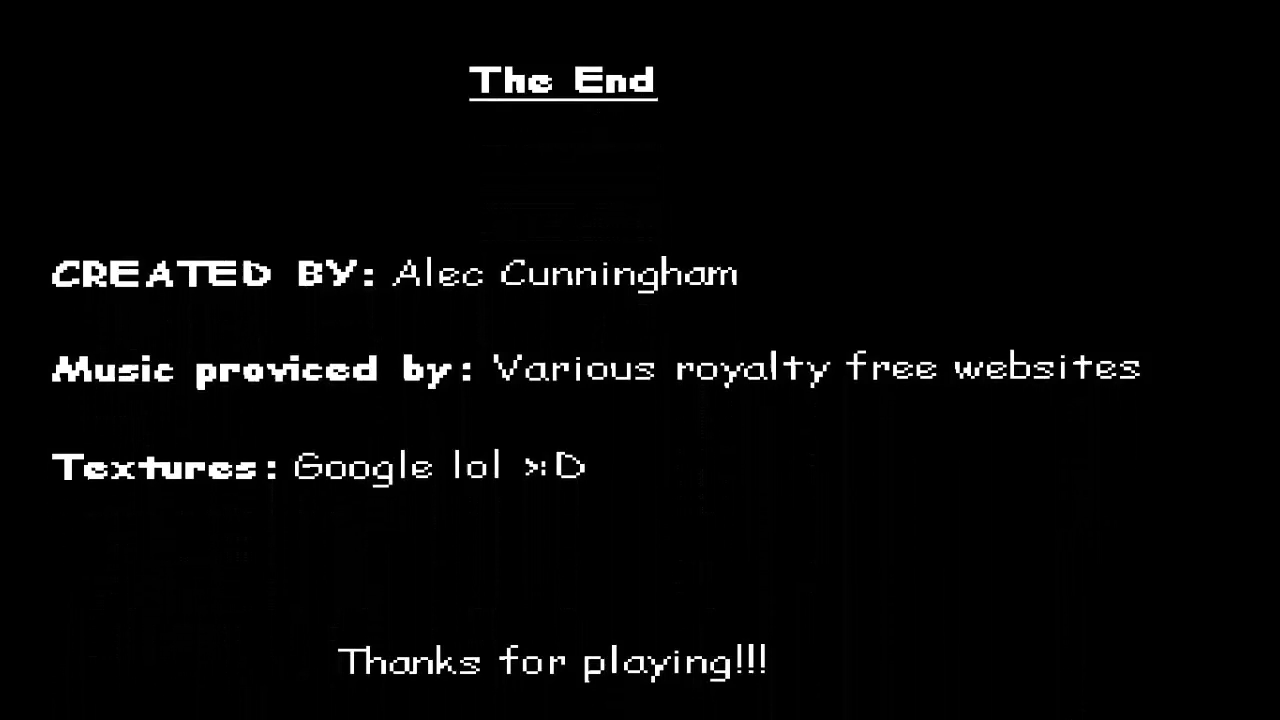 The End
CREATED BY: Alec Cunningham
Music proviced by: Various royalty free websites
Textures: Google lol >:D
Thanks for playing!!!